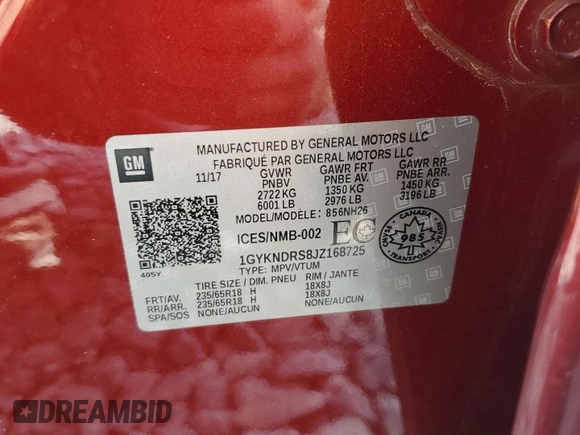 GM
MANUFACTURED BY GENERAL MOTORS LLC
FABRIQUÉ PAR GENERAL MOTORS LLC
11/17 GVWR GAWR FRT GAWR RR
PNBV PNBE AV. PNBE ARR.
2722 KG 1350 KG 1450 KG
6001 LB 2976 LB 3196 LB
MODEL/MODÈLE: 856NH26
ICES/NMB-002 EC
CANADA
985
TRANSPORT
1GYKNDRS8JZ168725
405Y
TYPE: MPV/VTUM
TIRE SIZE / DIM. PNEU RIM / JANTE
FRT/AV. 235/65R18 H 18X8J
RR/ARR. 235/65R18 H 18X8J
SPA/SOS NONE/AUCUN NONE/AUCUN
DREAMBID